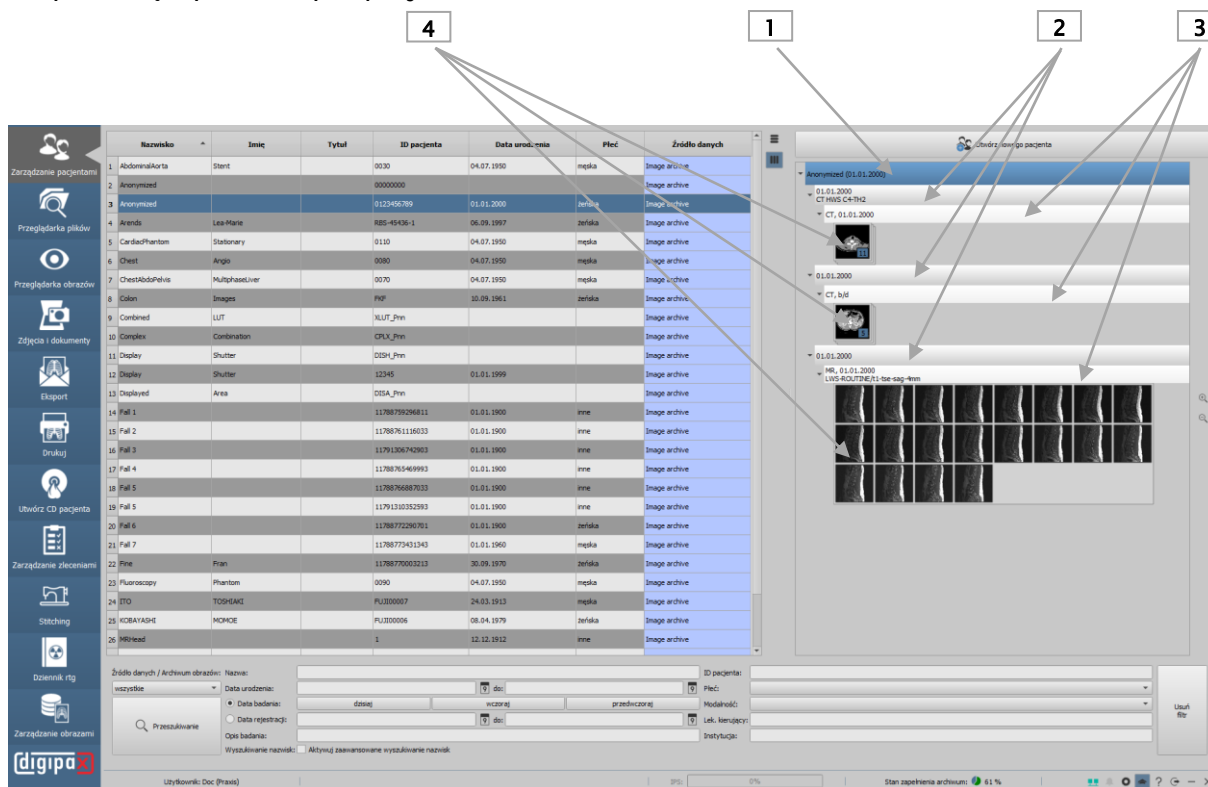 4 1 2 3
Zarządzanie pacjentami
Przeglądarka plików
Przeglądarka obrazów
Zdjęcia i dokumenty
Eksport
Drukuj
Utwórz CD pacjenta
Zarządzanie zleceniami
Stitching
Dziennik rtg
Zarządzanie obrazami
digipaX
Nazwisko Imię Tytuł ID pacjenta Data urodzenia Płeć Źródło danych
1 AbdominalAorta Stent 0030 04.07.1950 męska Image archive
2 Anonymized 00000000 Image archive
3 Anonymized 0123456789 01.01.2000 żeńska Image archive
4 Arends Lea-Marie RBS-45436-1 06.09.1997 żeńska Image archive
5 CardiacPhantom Stationary 0110 04.07.1950 męska Image archive
6 Chest Angio 0080 04.07.1950 męska Image archive
7 ChestAbdoPelvis MultiphaseLiver 0070 04.07.1950 męska Image archive
8 Colon Images FKP 10.09.1961 żeńska Image archive
9 Combined LUT XLUT_Pnn Image archive
10 Complex Combination CPLX_Pnn Image archive
11 Display Shutter DISH_Pnn Image archive
12 Display Shutter 12345 01.01.1999 Image archive
13 Displayed Area DISA_Pnn Image archive
14 Fall 1 11788759296811 01.01.1900 inne Image archive
15 Fall 2 11788761116033 01.01.1900 inne Image archive
16 Fall 3 11791306742903 01.01.1900 inne Image archive
17 Fall 4 11788765469993 01.01.1900 inne Image archive
18 Fall 5 11788766887033 01.01.1900 inne Image archive
19 Fall 5 11791310352593 01.01.1900 inne Image archive
20 Fall 6 11788772290701 01.01.1900 żeńska Image archive
21 Fall 7 11788773431343 01.01.1960 męska Image archive
22 Fine Fran 11788770003213 30.09.1970 żeńska Image archive
23 Fluoroscopy Phantom 0090 04.07.1950 męska Image archive
24 ITO TOSHIAKI FUJI00007 24.03.1913 męska Image archive
25 KOBAYASHI MOMOE FUJI00006 08.04.1979 żeńska Image archive
26 MRHead 1 12.12.1912 inne Image archive
Utwórz nowego pacjenta
Anonymized (01.01.2000)
01.01.2000
CT HWS C4-TH2
CT, 01.01.2000
11
01.01.2000
CT, b/d
5
01.01.2000
MR, 01.01.2000
LWS-ROUTINE/t1-tse-sag-4mm
Źródło danych / Archiwum obrazów: Nazwa: ID pacjenta:
wszystkie Data urodzenia: do: Płeć:
Data badania: dzisiaj wczoraj przedwczoraj Modalność:
Przeszukiwanie Data rejestracji: do: Lek. kierujący:
Opis badania: Instytucja:
Wyszukiwanie nazwisk: Aktywuj zaawansowane wyszukiwanie nazwisk
Usuń
filtr
Użytkownik: Doc (Praxis) 0% Stan zapełnienia archiwum: 61 %